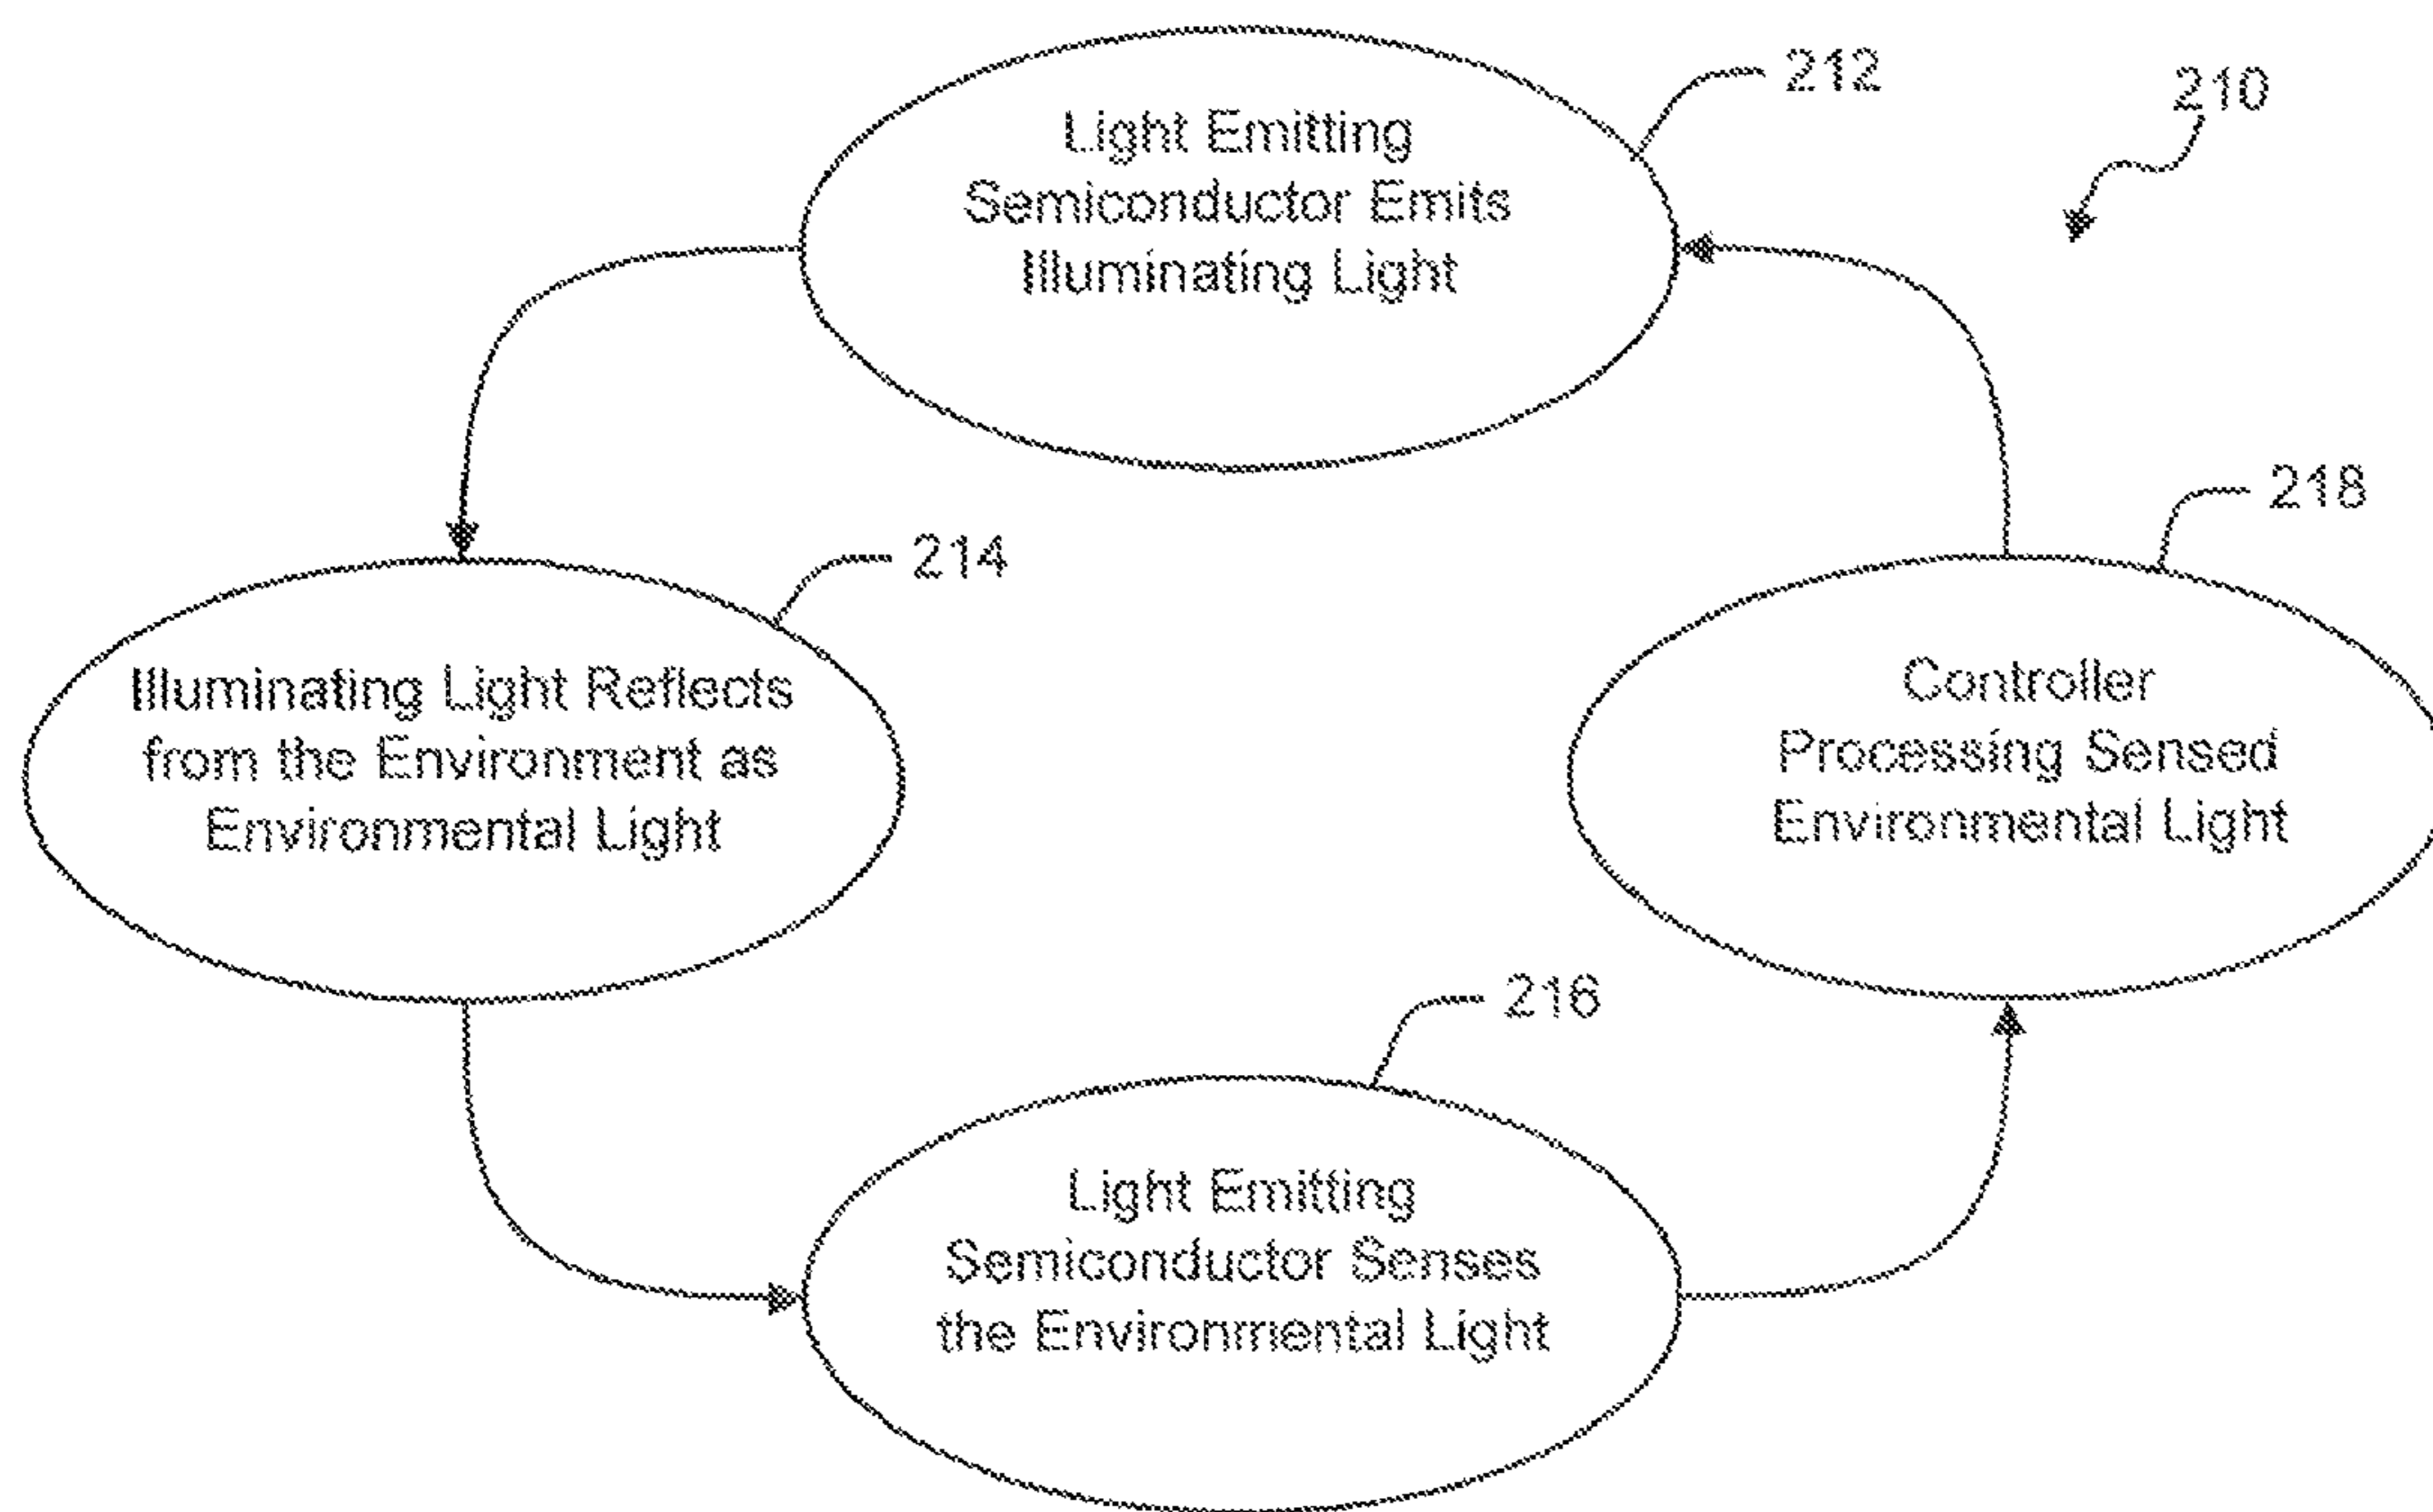 212
210
Light Emitting
Semiconductor Emits
Illuminating Light
218
214
Illuminating Light Reflects
from the Environment as
Environmental Light
Controller
Processing Sensed
Environmental Light
216
Light Emitting
Semiconductor Senses
the Environmental Light